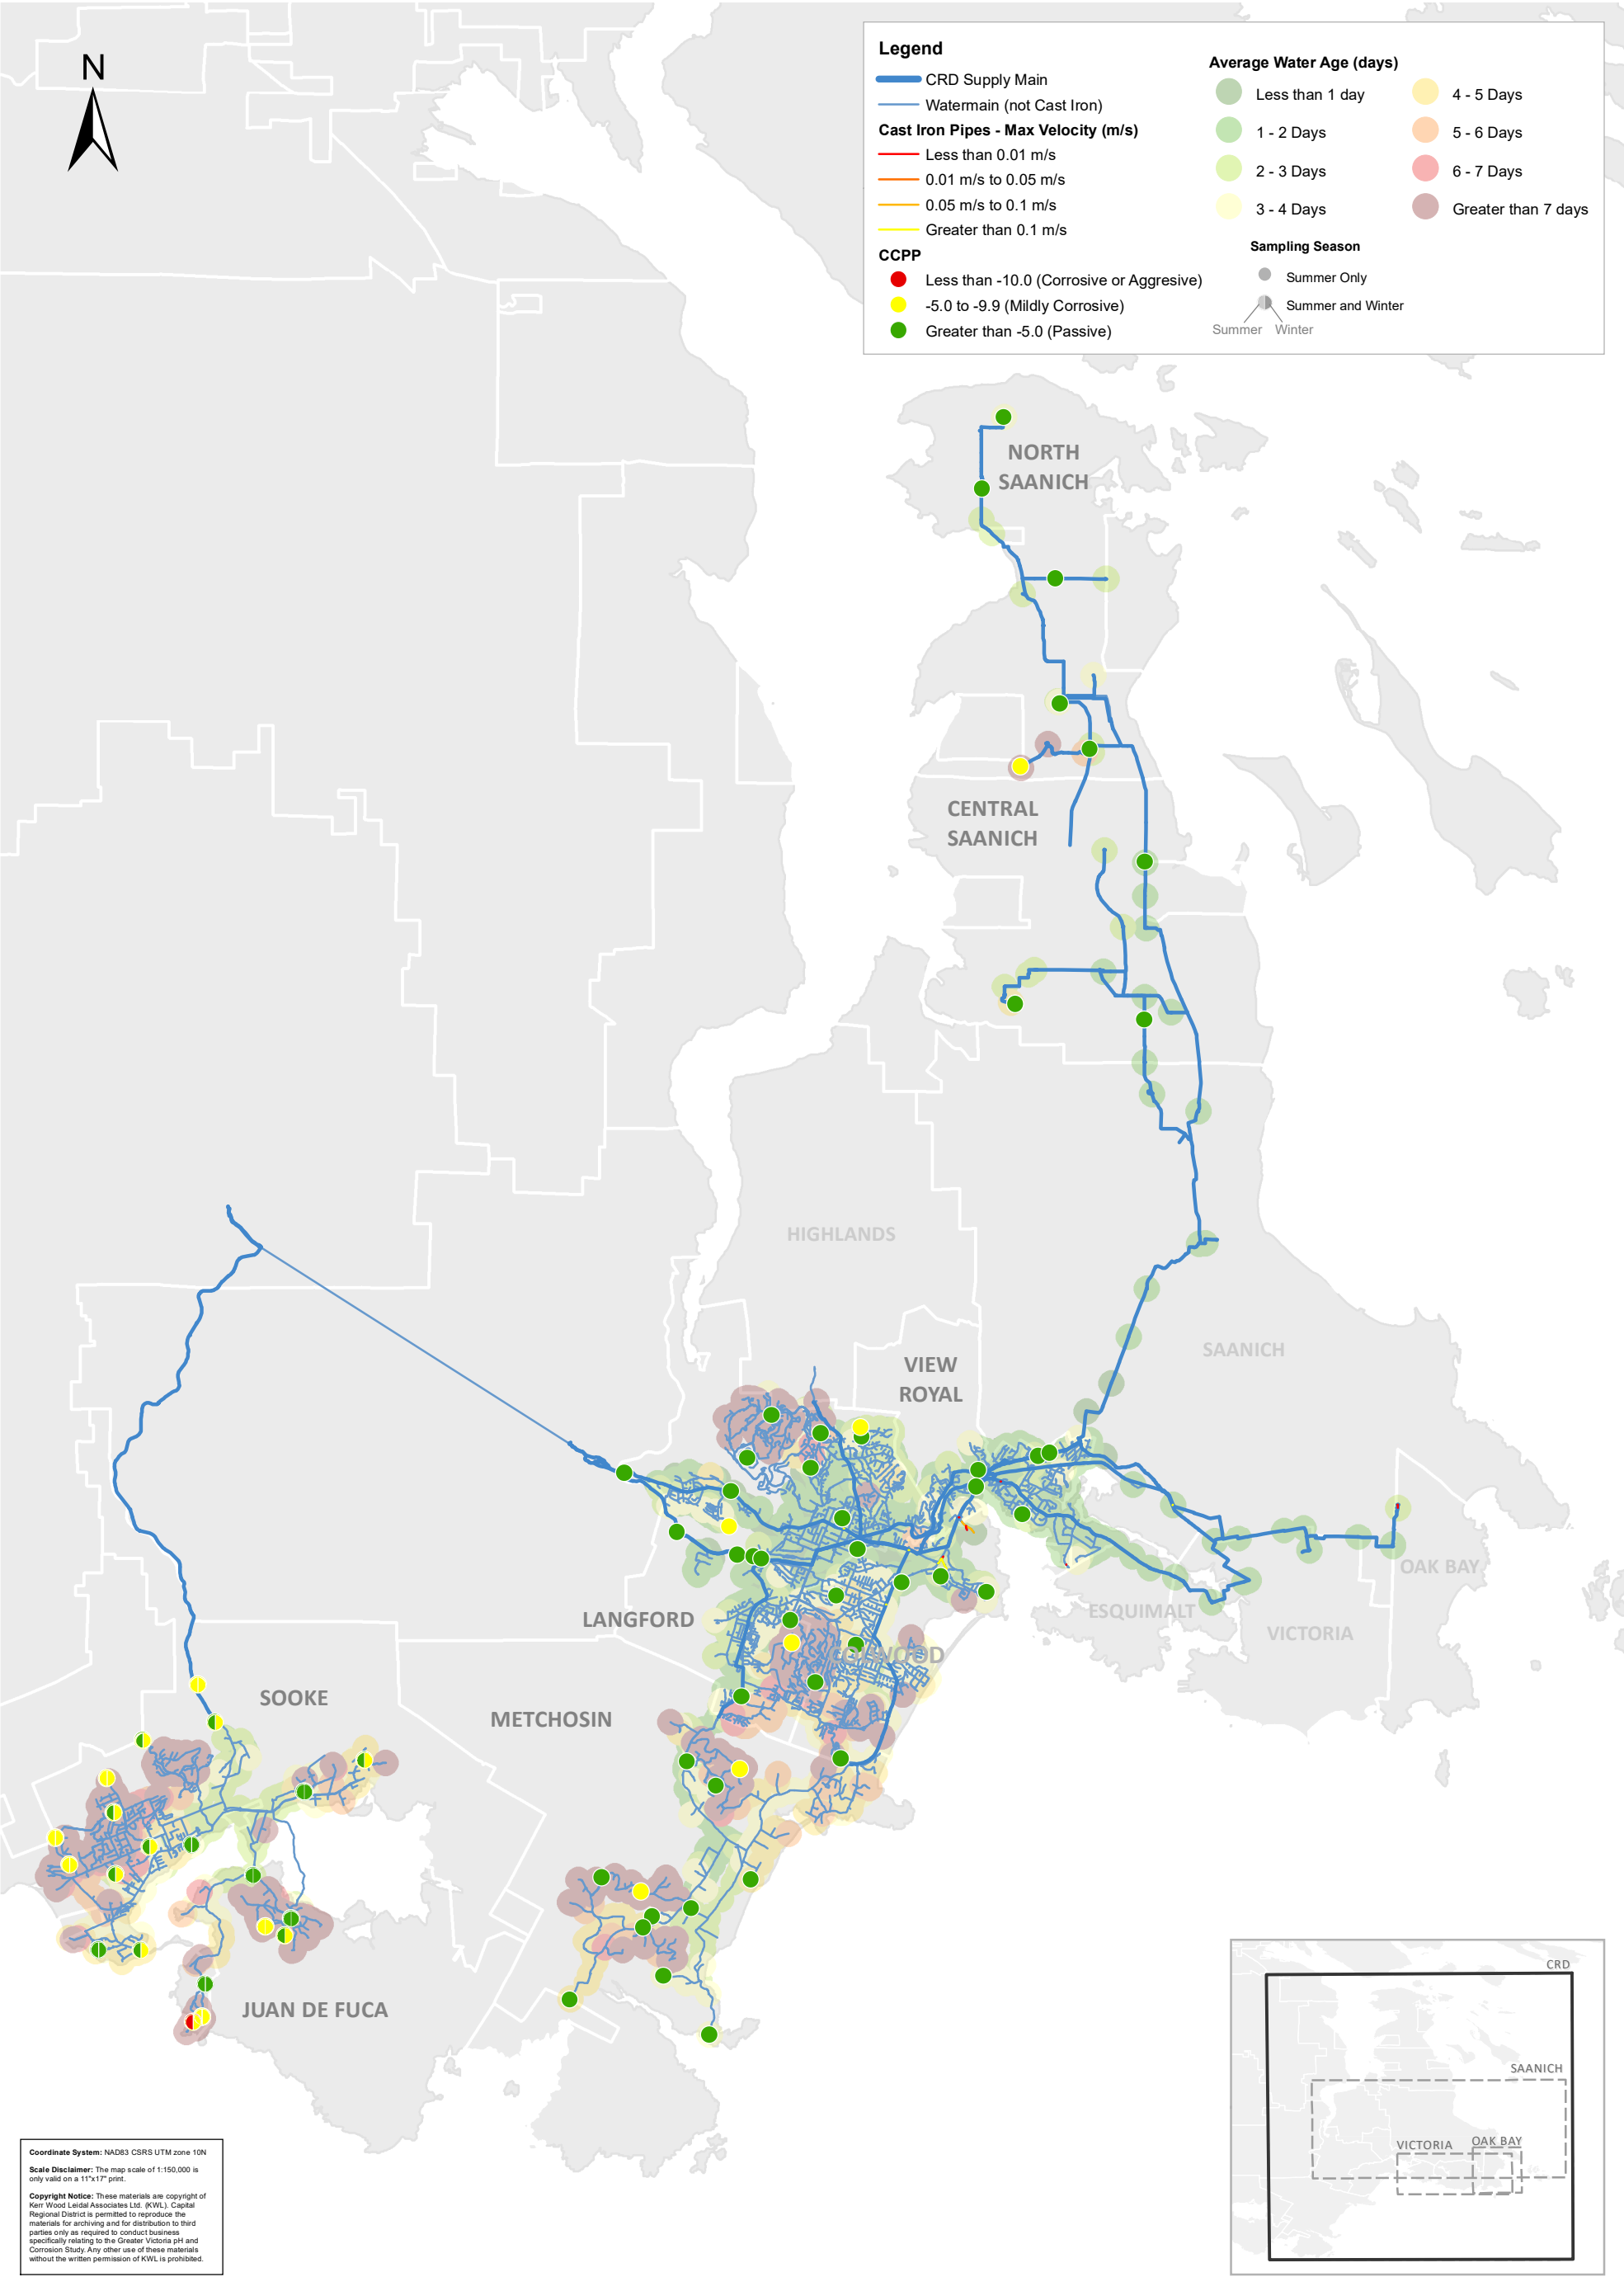 N
Legend
CRD Supply Main
Watermain (not Cast Iron)
Cast Iron Pipes - Max Velocity (m/s)
Less than 0.01 m/s
0.01 m/s to 0.05 m/s
0.05 m/s to 0.1 m/s
Greater than 0.1 m/s
CCPP
Less than -10.0 (Corrosive or Aggresive)
-5.0 to -9.9 (Mildly Corrosive)
Greater than -5.0 (Passive)
Average Water Age (days)
Less than 1 day
1 - 2 Days
2 - 3 Days
3 - 4 Days
4 - 5 Days
5 - 6 Days
6 - 7 Days
Greater than 7 days
Sampling Season
Summer Only
Summer and Winter
Summer Winter
NORTH
SAANICH
CENTRAL
SAANICH
HIGHLANDS
SAANICH
VIEW
ROYAL
OAK BAY
ESQUIMALT
VICTORIA
LANGFORD
COLWOOD
SOOKE
METCHOSIN
JUAN DE FUCA
CRD
SAANICH
VICTORIA
OAK BAY
Coordinate System: NAD83 CSRS UTM zone 10N
Scale Disclaimer: The map scale of 1:150,000 is
only valid on a 11"x17" print.
Copyright Notice: These materials are copyright of
Kerr Wood Leidal Associates Ltd. (KWL). Capital
Regional District is permitted to reproduce the
materials for archiving and for distribution to third
parties only as required to conduct business
specifically relating to the Greater Victoria pH and
Corrosion Study. Any other use of these materials
without the written permission of KWL is prohibited.